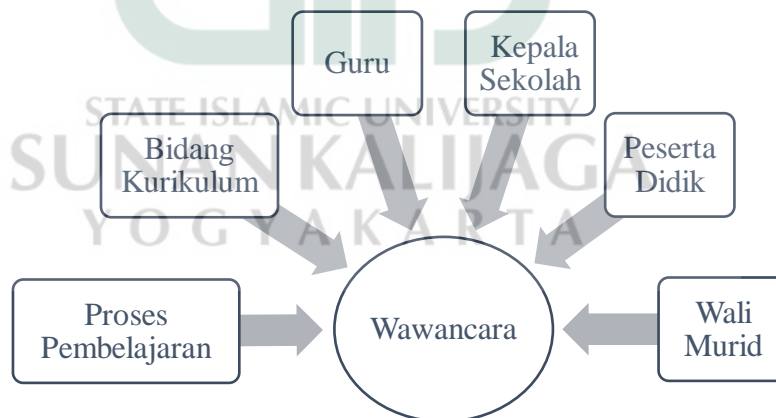 Guru
Kepala
Sekolah
STATE ISLAMIC UNIVERSITY
Bidang
Kurikulum
Peserta
Didik
SUNAN KALIJAGA
YOGYAKARTA
Proses
Pembelajaran
Wawancara
Wali
Murid